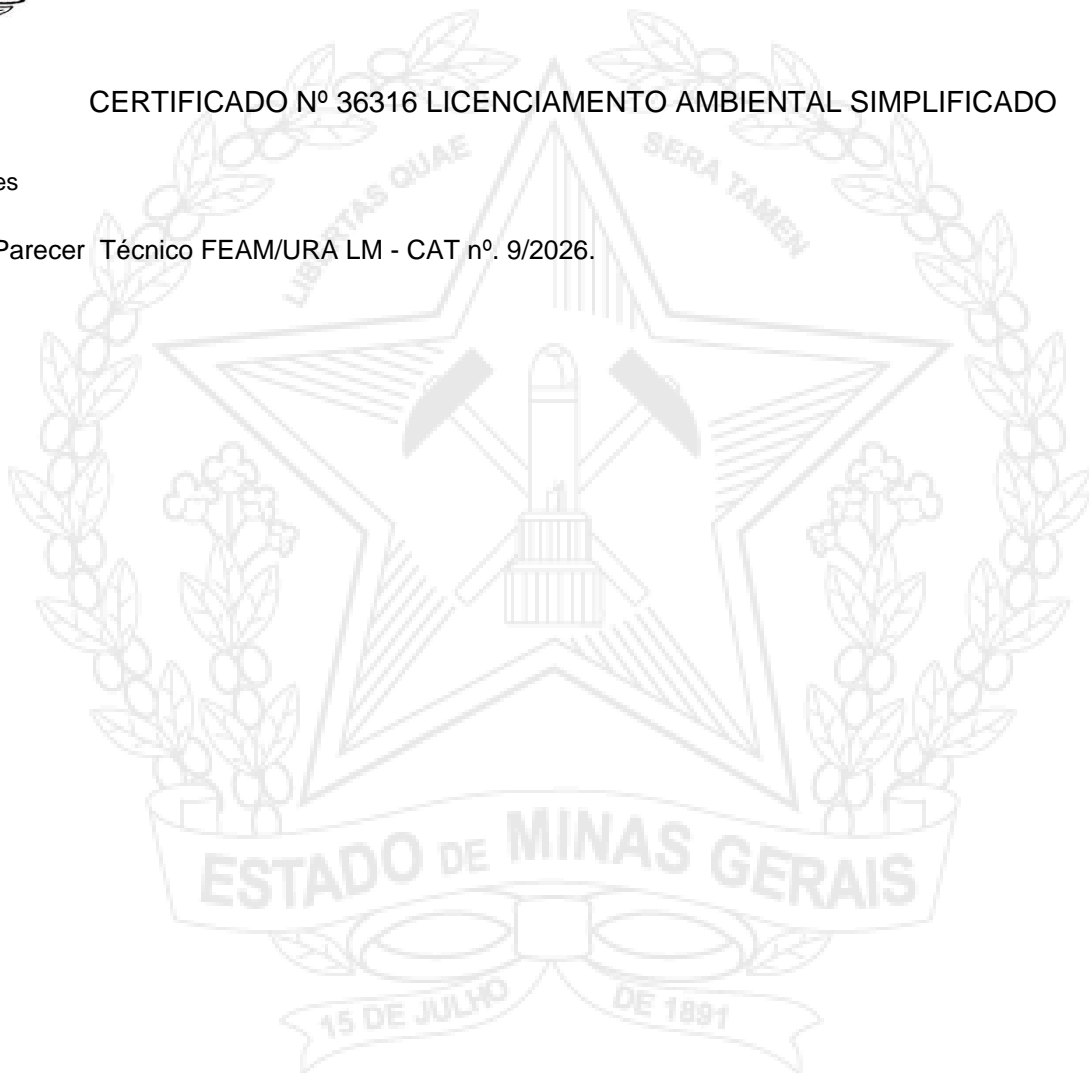 CERTIFICADO Nº 36316 LICENCIAMENTO AMBIENTAL SIMPLIFICADO
es
Parecer Técnico FEAM/URA LM - CAT nº. 9/2026.
LIBERTAS QUAE SERA TAMEN
ESTADO DE MINAS GERAIS
15 DE JULHO DE 1891